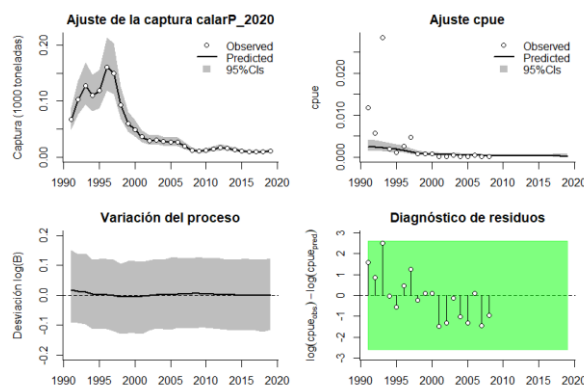 Ajuste de la captura calarP_2020
Captura (1000 toneladas)
0.00 0.10 0.20
Observed
Predicted
95%CIs
1990 1995 2000 2005 2010 2015 2020
Ajuste cpue
cpue
0.000 0.010 0.020
Observed
Predicted
95%CIs
1990 1995 2000 2005 2010 2015 2020
Variación del proceso
Desviación log(B)
-0.2 -0.1 0.0 0.1 0.2
1990 1995 2000 2005 2010 2015 2020
Diagnóstico de residuos
log(cpue_obs) − log(cpue_pred.)
-3 -2 -1 0 1 2 3
1990 1995 2000 2005 2010 2015 2020